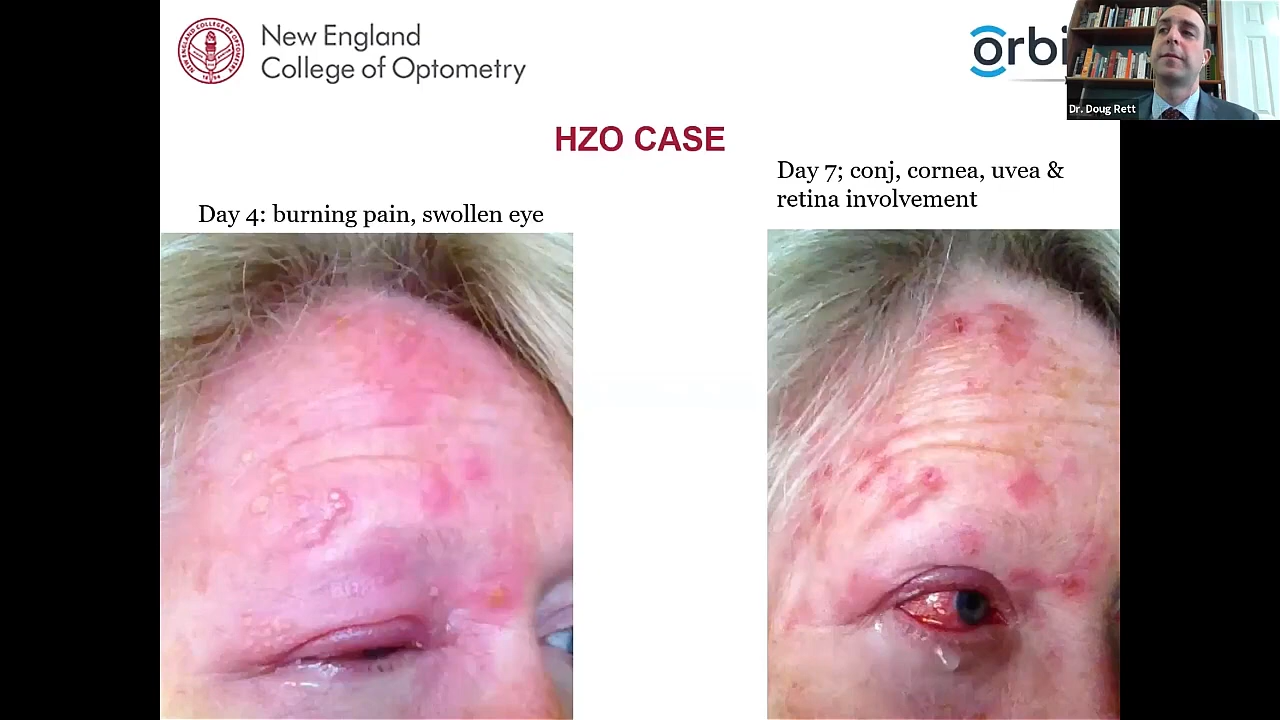 New England
College of Optometry
Dr. Doug Rett
HZO CASE
Day 4: burning pain, swollen eye
Day 7; conj, cornea, uvea &
retina involvement